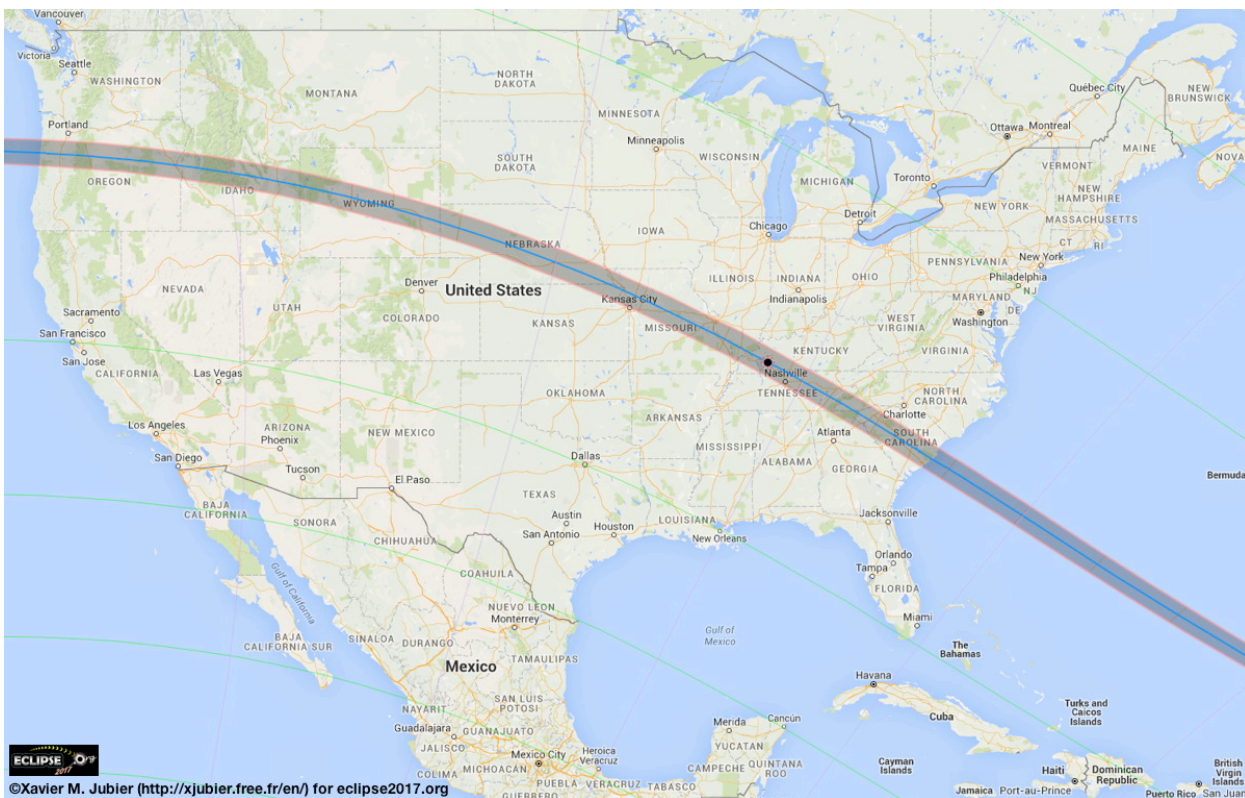 Vancouver
Victoria
Seattle
WASHINGTON
MONTANA
NORTH
DAKOTA
MINNESOTA
Minneapolis
Portland
OREGON
IDAHO
WYOMING
SOUTH
DAKOTA
WISCONSIN
MICHIGAN
Québec City
NEW
BRUNSWICK
Ottawa
Montreal
MAINE
NOVA
VERMONT
Toronto
NEW
HAMPSHIRE
NEW YORK
MASSACHUSETTS
Detroit
Chicago
CT
RI
IOWA
NEBRASKA
PENNSYLVANIA
New York
Philadelphia
NJ
ILLINOIS
INDIANA
OHIO
Indianapolis
MARYLAND
DE
Washington
NEVADA
UTAH
Denver
COLORADO
United States
KANSAS
Kansas City
MISSOURI
WEST
VIRGINIA
VIRGINIA
KENTUCKY
Sacramento
San Francisco
San Jose
CALIFORNIA
Las Vegas
Nashville
TENNESSEE
NORTH
CAROLINA
Charlotte
OKLAHOMA
ARKANSAS
SOUTH
CAROLINA
Atlanta
Los Angeles
ARIZONA
Phoenix
NEW MEXICO
MISSISSIPPI
ALABAMA
GEORGIA
San Diego
Tucson
El Paso
Dallas
TEXAS
Bermuda
BAJA
CALIFORNIA
SONORA
Austin
San Antonio
Houston
LOUISIANA
New Orleans
Jacksonville
CHIHUAHUA
COAHUILA
Gulf of California
Orlando
Tampa
FLORIDA
Miami
NUEVO LEON
Monterrey
BAJA
CALIFORNIA SUR
SINALOA
DURANGO
TAMAULIPAS
Gulf of
Mexico
The
Bahamas
Mexico
Havana
SAN LUIS
POTOSI
NAYARIT
Guadalajara
GUANAJUATO
JALISCO
Merida
Cancún
YUCATAN
Cuba
Turks and
Caicos
Islands
Mexico City
Heroica
Veracruz
COLIMA
MICHOACÁN
CAMPECHE
QUINTANA
ROO
Cayman
Islands
Haiti
Dominican
Republic
British
Virgin
Islands
PUEBLA
VERACRUZ
TABASCO
GUERRERO
Jamaica
Port-au-Prince
Puerto Rico
San Juan
ECLIPSE
2017
.org
©Xavier M. Jubier (http://xjubier.free.fr/en/) for eclipse2017.org